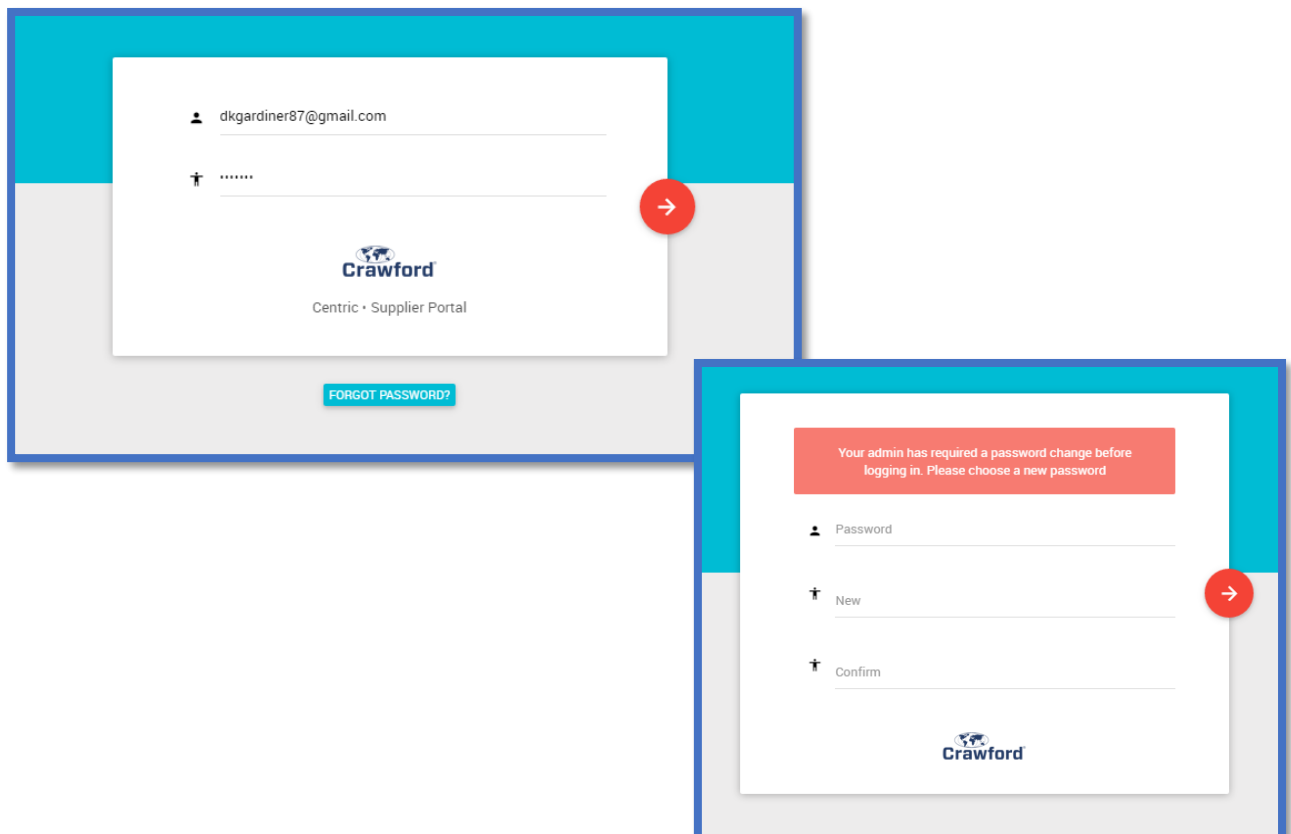 dkgardiner87@gmail.com
·······
Crawford
Centric • Supplier Portal
FORGOT PASSWORD?
Your admin has required a password change before
logging in. Please choose a new password
Password
New
Confirm
Crawford